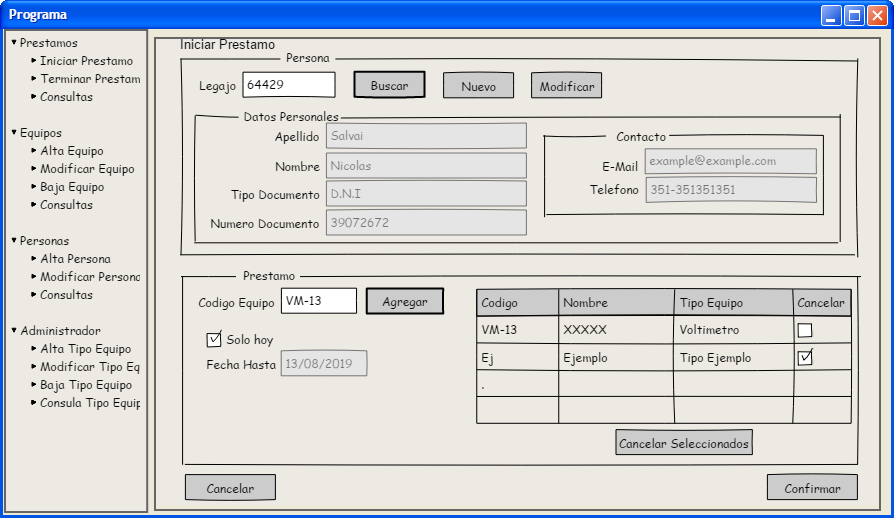 Programa
Prestamos
Iniciar Prestamo
Terminar Prestam
Consultas
Equipos
Alta Equipo
Modificar Equipo
Baja Equipo
Consultas
Personas
Alta Persona
Modificar Persona
Consultas
Administrador
Alta Tipo Equipo
Modificar Tipo Eq
Baja Tipo Equipo
Consula Tipo Equip
Iniciar Prestamo
Persona
Legajo 64429 Buscar Nuevo Modificar
Datos Personales
Apellido Salvai
Nombre Nicolas
Tipo Documento D.N.I
Numero Documento 39072672
Contacto
E-Mail example@example.com
Telefono 351-351351351
Prestamo
Codigo Equipo VM-13 Agregar
Solo hoy
Fecha Hasta 13/08/2019
Codigo Nombre Tipo Equipo Cancelar
VM-13 XXXXX Voltimetro
Ej Ejemplo Tipo Ejemplo
.
Cancelar Seleccionados
Cancelar Confirmar